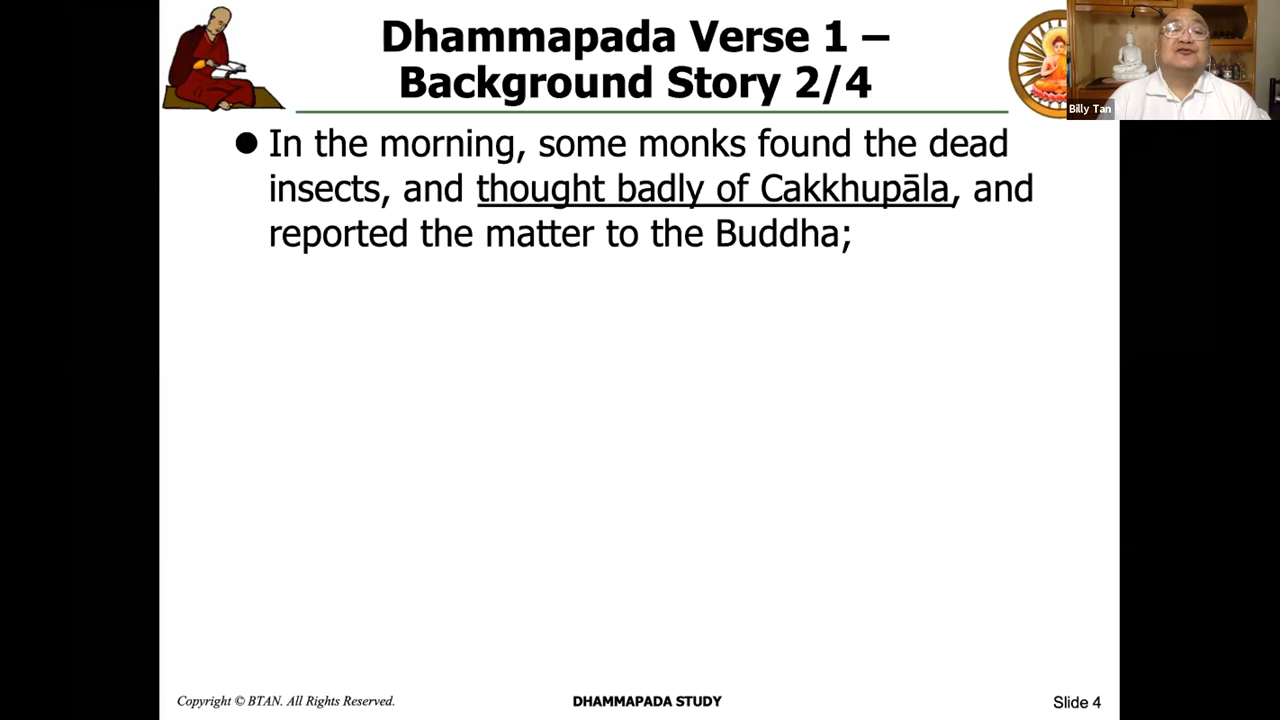 Dhammapada Verse 1 –
Background Story 2/4
Billy Tan
● In the morning, some monks found the dead
insects, and thought badly of Cakkhupāla, and
reported the matter to the Buddha;
Copyright © BTAN. All Rights Reserved.
DHAMMAPADA STUDY
Slide 4